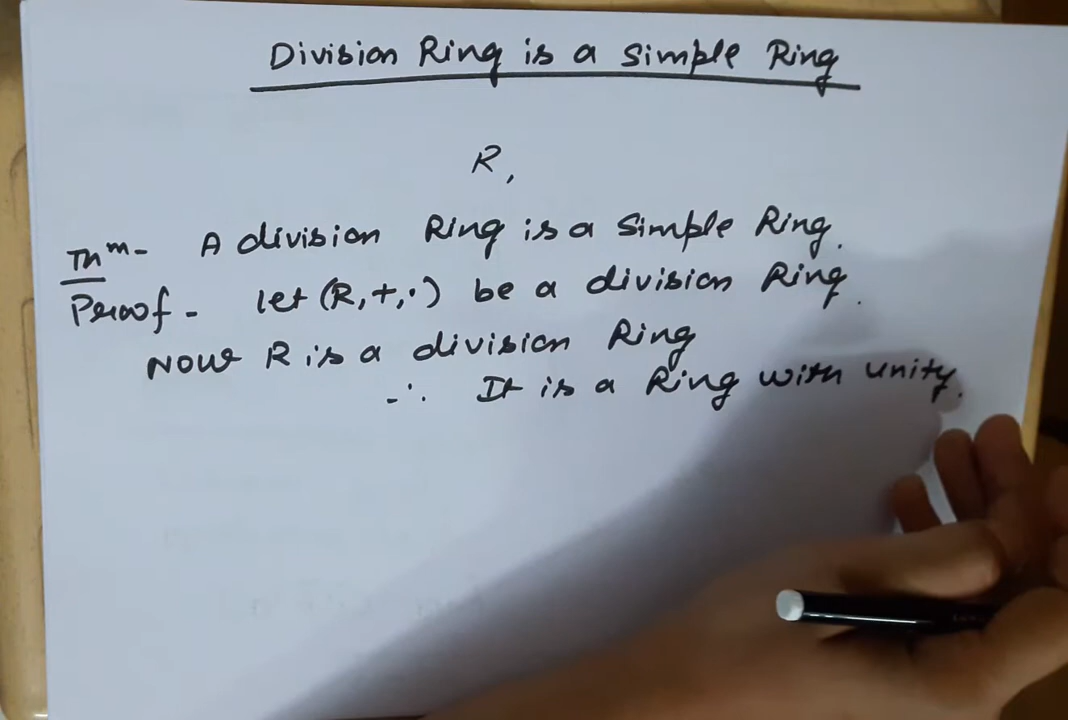 Division Ring is a Simple Ring
R,
Thm- A division Ring is a Simple Ring.
Proof- let (R,+,·) be a division Ring.
Now R is a division Ring
∴ It is a Ring with unity.